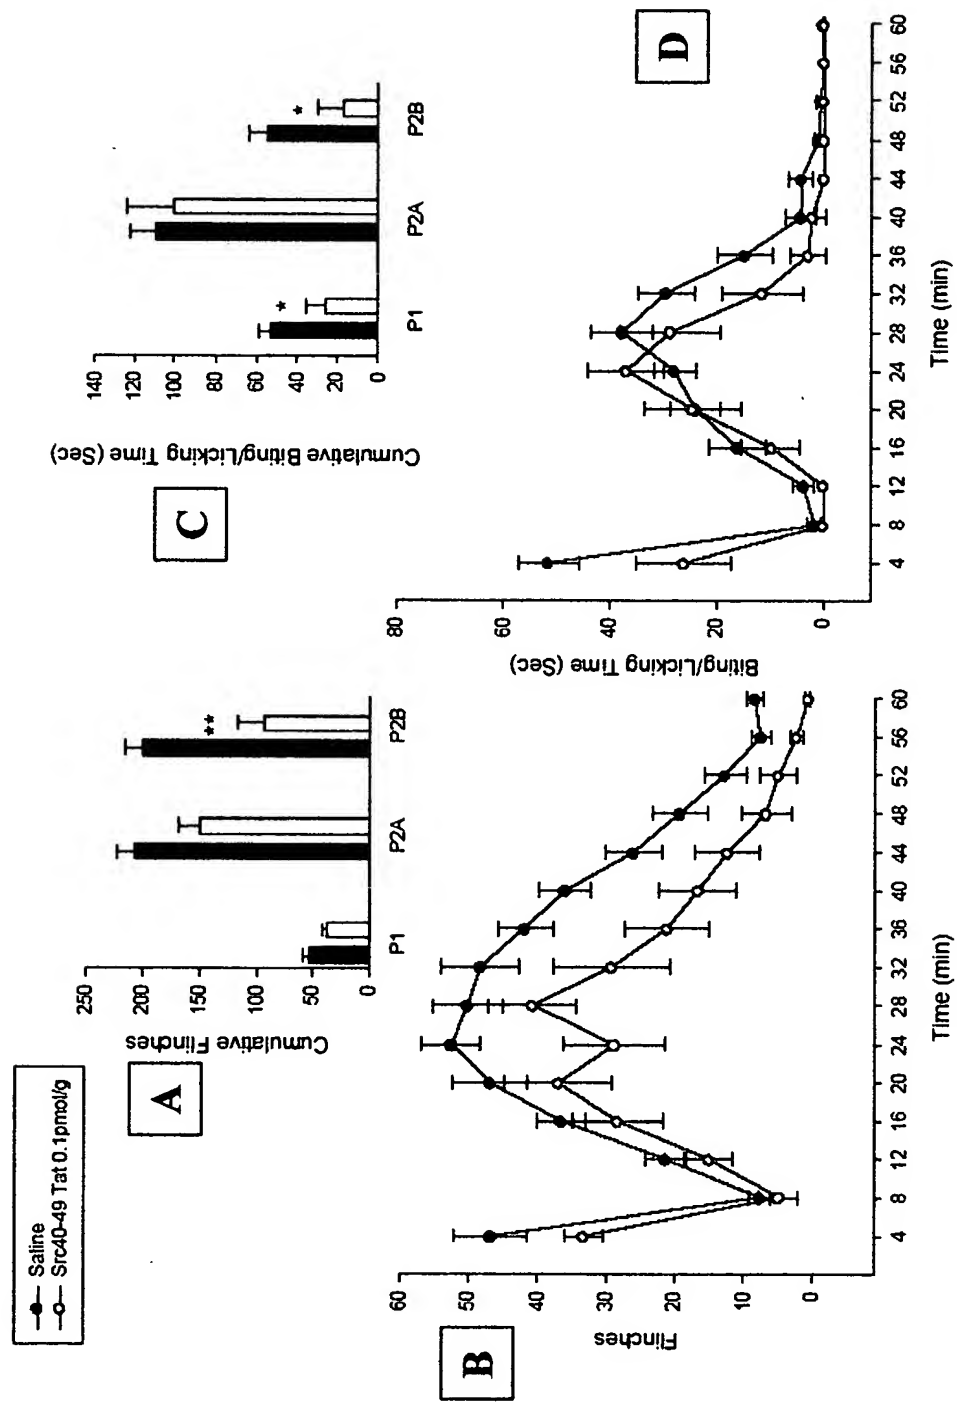 Saline
Src40-49 Tat 0.1pmol/g
A
Cumulative Flinches
250
200
150
100
50
0
P1
P2A
P2B
**
B
Flinches
60
50
40
30
20
10
0
4 8 12 16 20 24 28 32 36 40 44 48 52 56 60
Time (min)
C
Cumulative Biting/Licking Time (Sec)
140
120
100
80
60
40
20
0
*
P1
P2A
P2B
*
D
Biting/Licking Time (Sec)
80
60
40
20
0
4 8 12 16 20 24 28 32 36 40 44 48 52 56 60
Time (min)